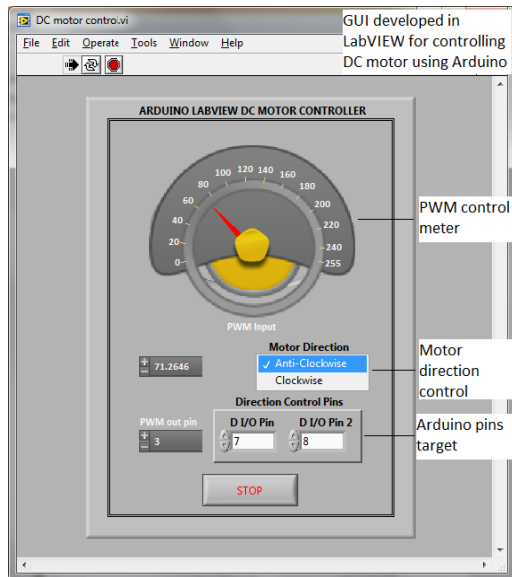 DC motor control.vi
GUI developed in
LabVIEW for controlling
DC motor using Arduino
File Edit Operate Tools Window Help
ARDUINO LABVIEW DC MOTOR CONTROLLER
0
20
40
60
80
100
120
140
160
180
200
220
240
255
PWM control
meter
PWM Input
Motor Direction
71.2646
✓ Anti-Clockwise
Clockwise
Motor
direction
control
Direction Control Pins
PWM out pin
D I/O Pin
D I/O Pin 2
3
7
8
Arduino pins
target
STOP